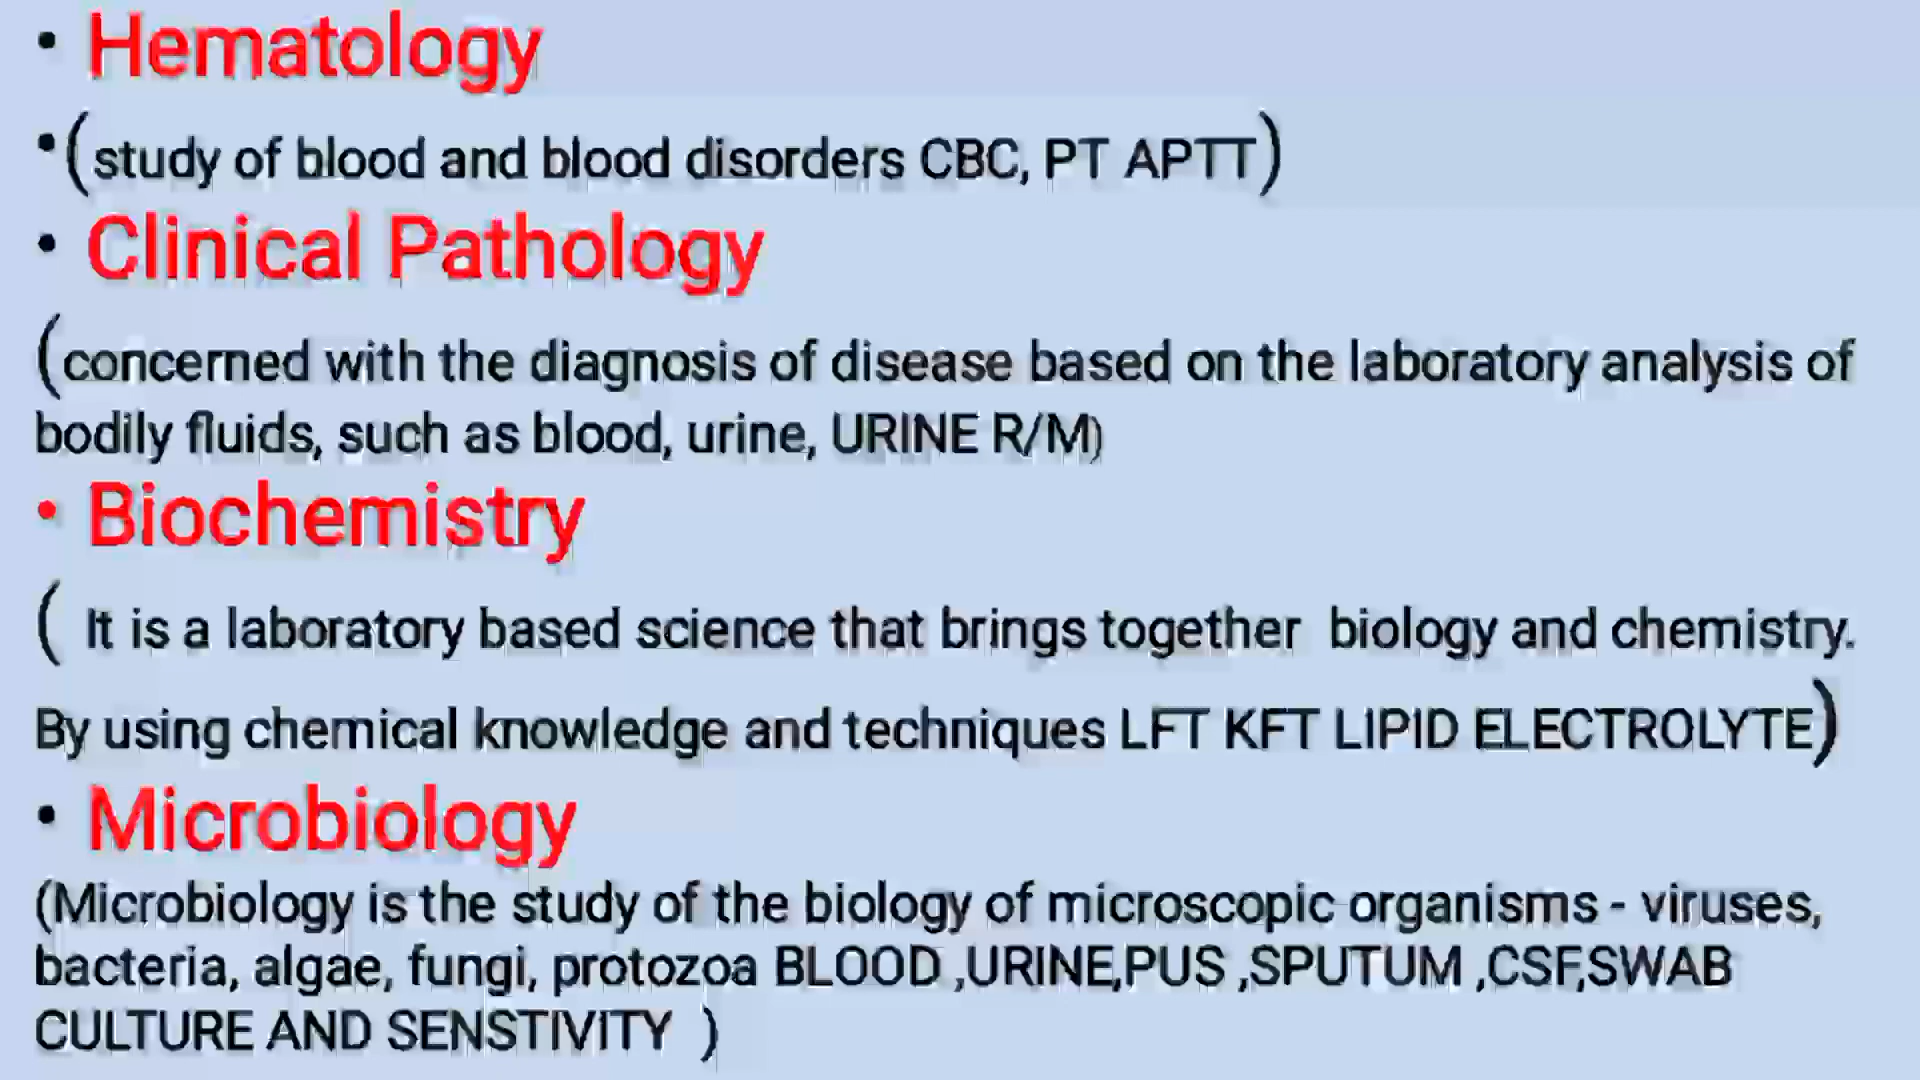 • Hematology
• (study of blood and blood disorders CBC, PT APTT)
• Clinical Pathology
(concerned with the diagnosis of disease based on the laboratory analysis of
bodily fluids, such as blood, urine, URINE R/M)
• Biochemistry
( It is a laboratory based science that brings together  biology and chemistry.
By using chemical knowledge and techniques LFT KFT LIPID ELECTROLYTE)
• Microbiology
(Microbiology is the study of the biology of microscopic organisms - viruses,
bacteria, algae, fungi, protozoa BLOOD ,URINE,PUS ,SPUTUM ,CSF,SWAB
CULTURE AND SENSTIVITY  )